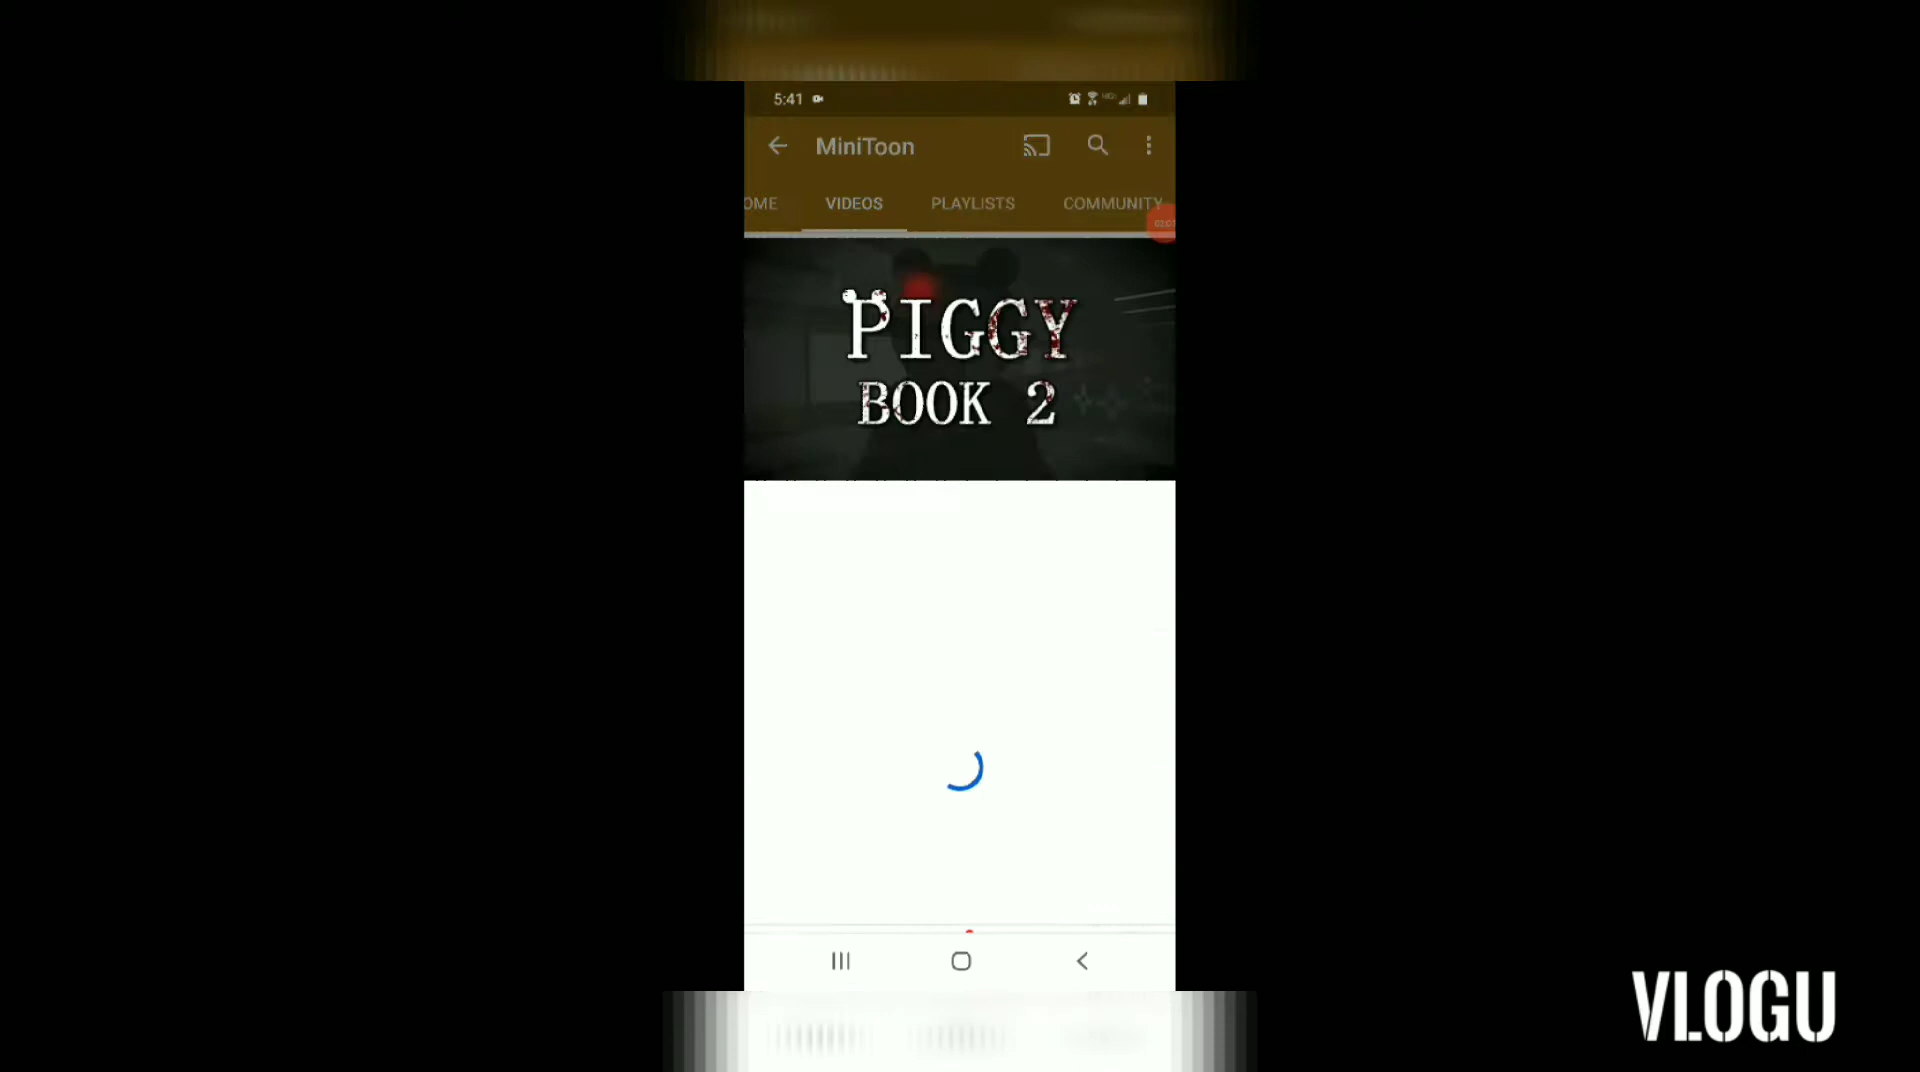 5:41
MiniToon
OME VIDEOS PLAYLISTS COMMUNITY
PIGGY
BOOK 2
VLOGU